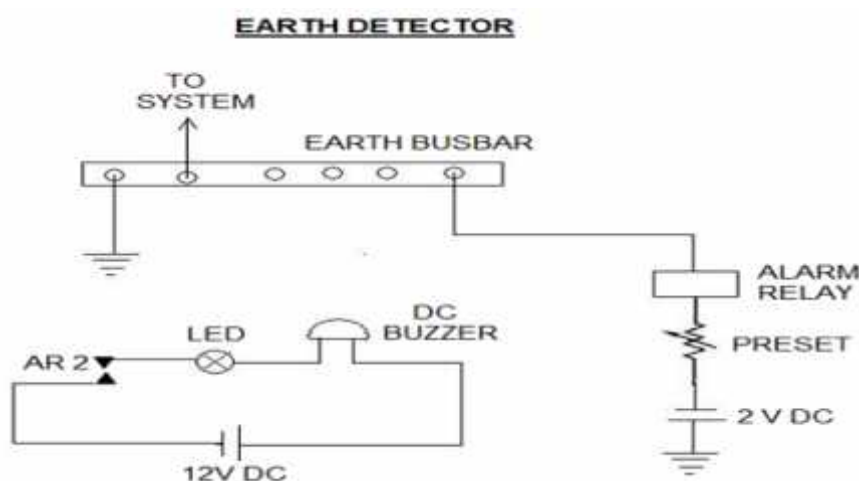 EARTH DETECTOR
TO
SYSTEM
EARTH BUSBAR
ALARM
RELAY
DC
BUZZER
LED
PRESET
AR 2
2 V DC
12V DC